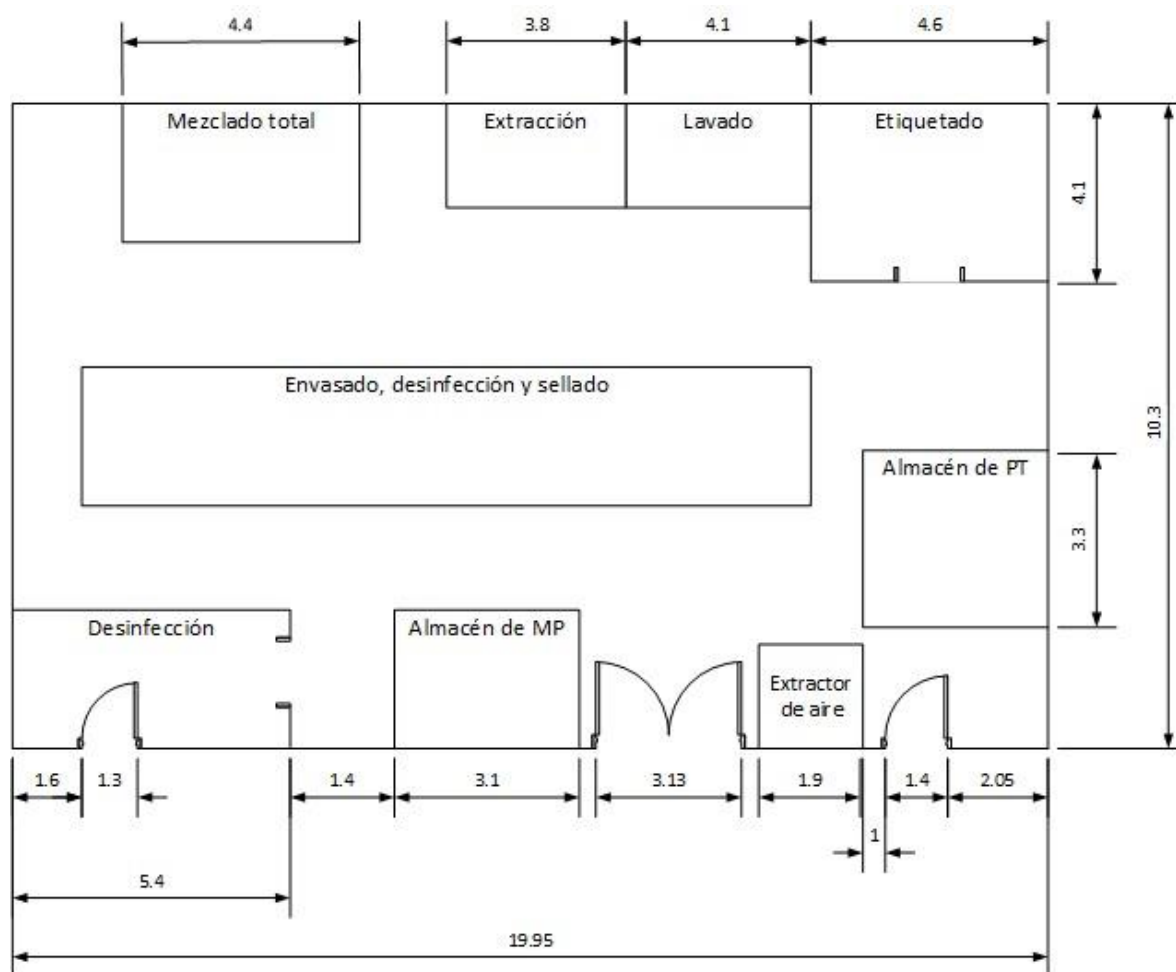 4.4
3.8
4.1
4.6
Mezclado total
Extracción
Lavado
Etiquetado
4.1
10.3
Envasado, desinfección y sellado
Almacén de PT
3.3
Desinfección
Almacén de MP
Extractor
de aire
1.6
1.3
1.4
3.1
3.13
1.9
1.4
2.05
1
5.4
19.95